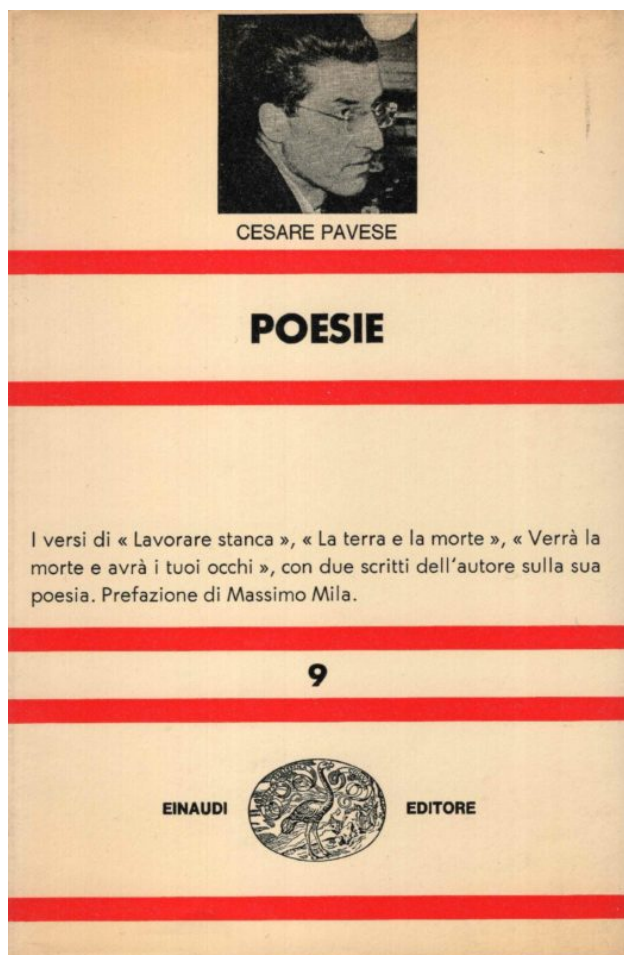 CESARE PAVESE
POESIE
I versi di « Lavorare stanca », « La terra e la morte », « Verrà la
morte e avrà i tuoi occhi », con due scritti dell'autore sulla sua
poesia. Prefazione di Massimo Mila.
9
EINAUDI EDITORE